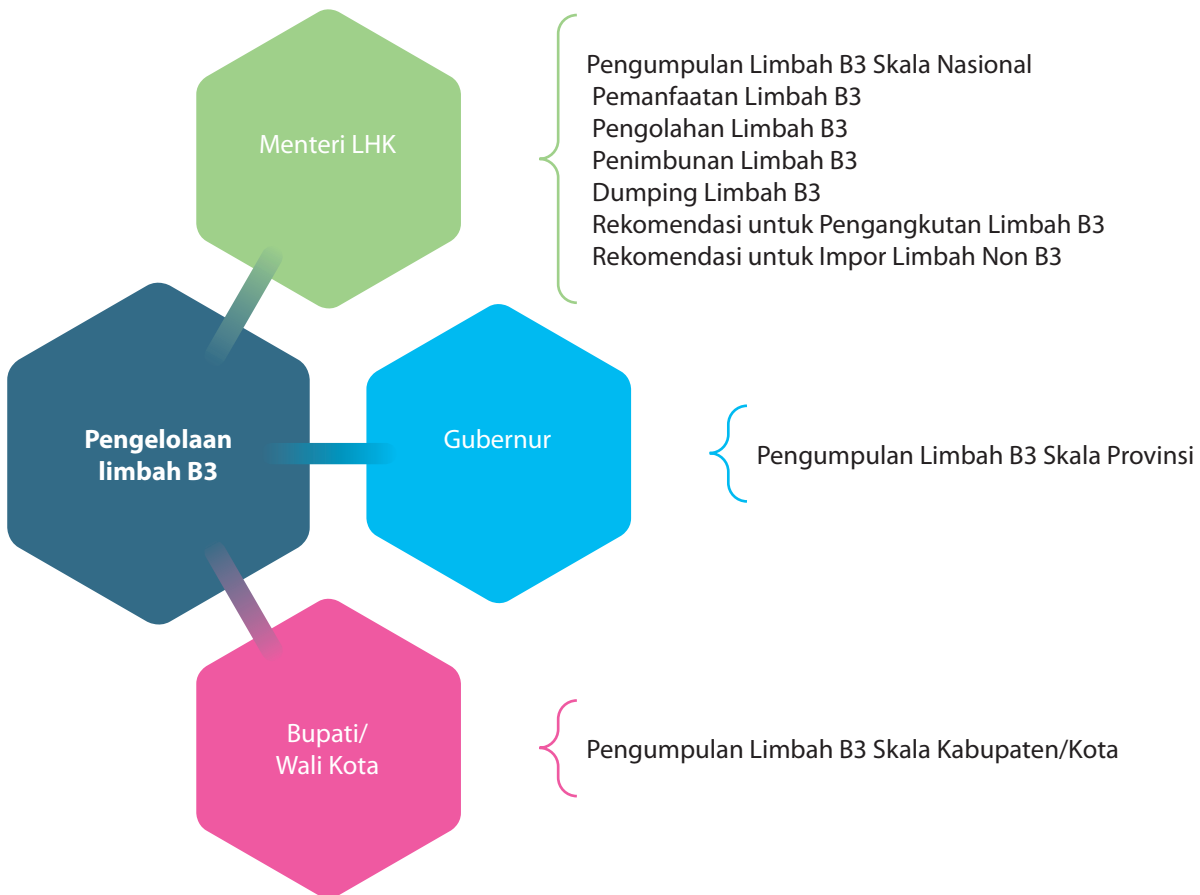 Menteri LHK
Pengumpulan Limbah B3 Skala Nasional
Pemanfaatan Limbah B3
Pengolahan Limbah B3
Penimbunan Limbah B3
Dumping Limbah B3
Rekomendasi untuk Pengangkutan Limbah B3
Rekomendasi untuk Impor Limbah Non B3
Pengelolaan
limbah B3
Gubernur
Pengumpulan Limbah B3 Skala Provinsi
Bupati/
Wali Kota
Pengumpulan Limbah B3 Skala Kabupaten/Kota